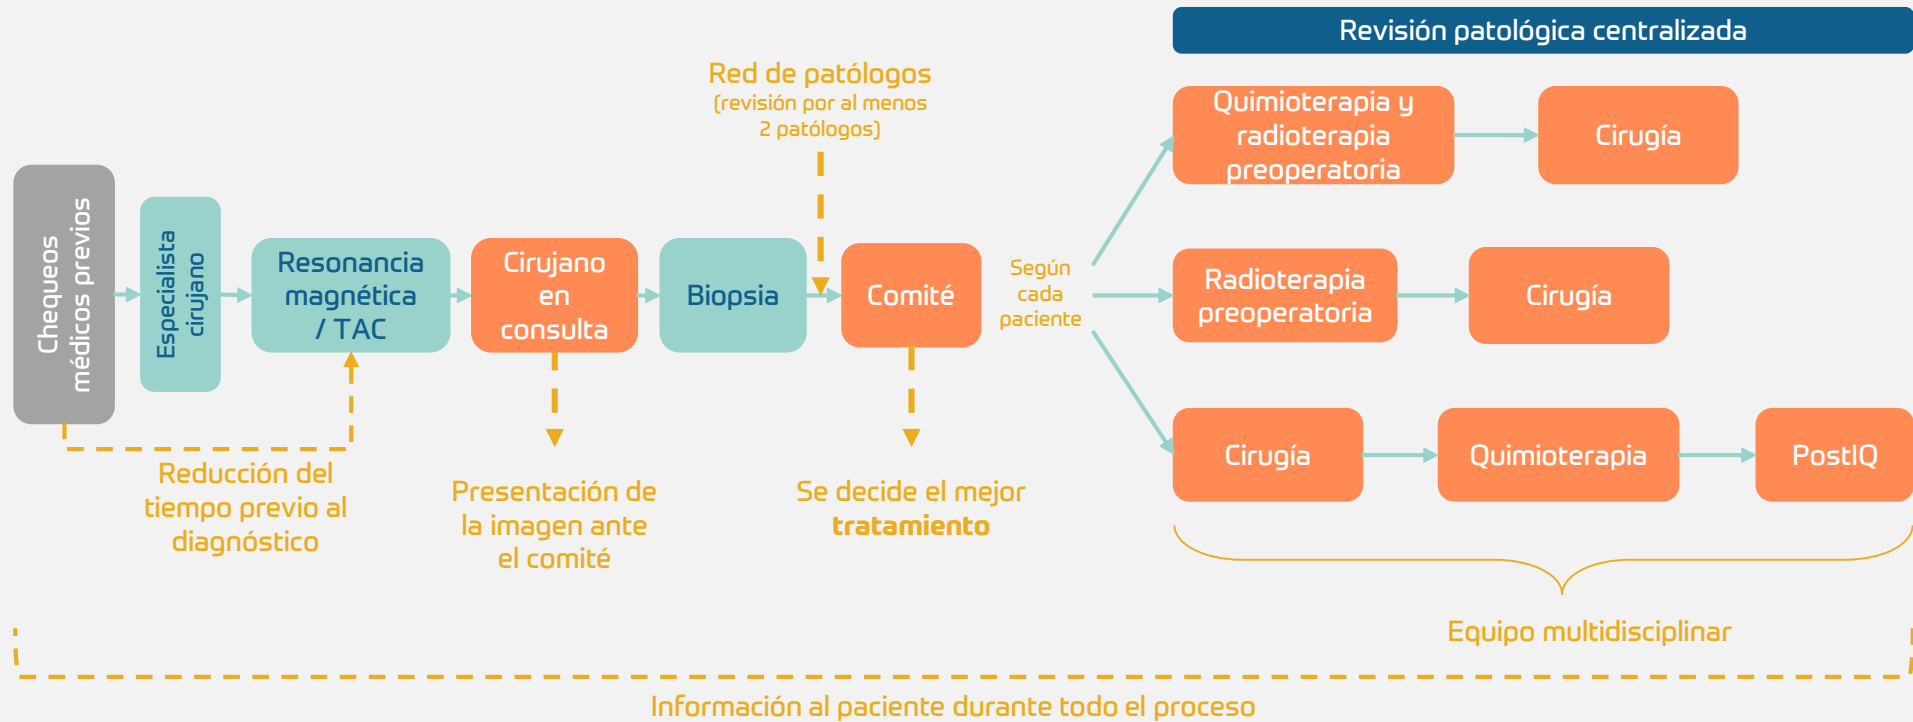 Revisión patológica centralizada
Red de patólogos
(revisión por al menos
2 patólogos)
Chequeos
médicos previos
Especialista
cirujano
Resonancia
magnética
/ TAC
Cirujano
en
consulta
Biopsia
Comité
Según
cada
paciente
Quimioterapia y
radioterapia
preoperatoria
Cirugía
Radioterapia
preoperatoria
Cirugía
Cirugía
Quimioterapia
PostIQ
Reducción del
tiempo previo al
diagnóstico
Presentación de
la imagen ante
el comité
Se decide el mejor
tratamiento
Equipo multidisciplinar
Información al paciente durante todo el proceso